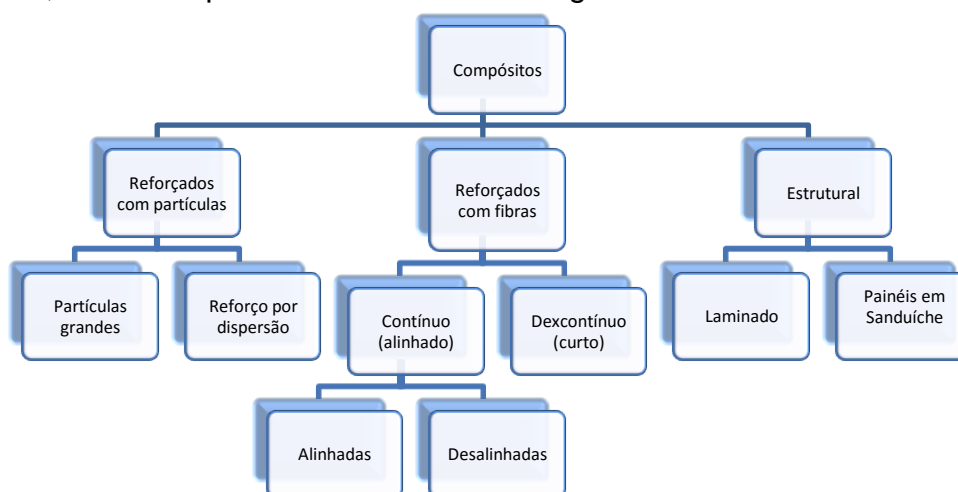 Compósitos
Reforçados
com partículas
Reforçados
com fibras
Estrutural
Partículas
grandes
Reforço por
dispersão
Contínuo
(alinhado)
Dexcontínuo
(curto)
Laminado
Painéis em
Sanduíche
Alinhadas
Desalinhadas